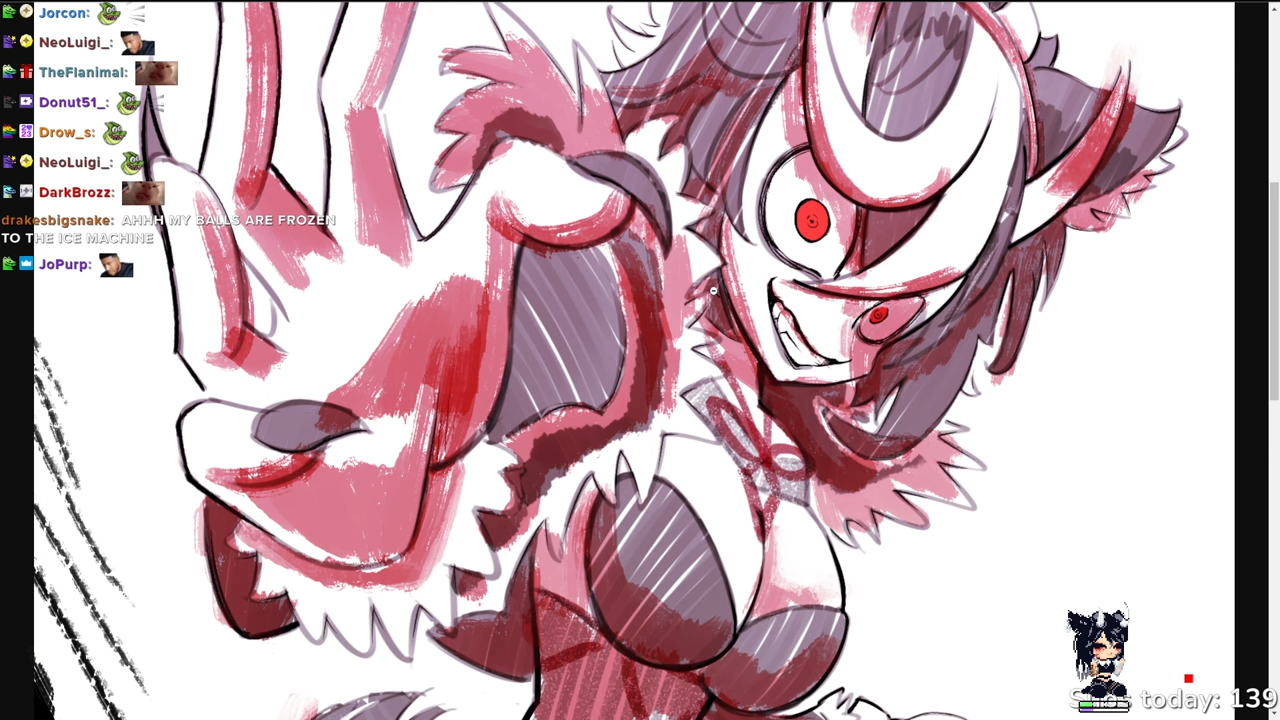 Jorcon:
NeoLuigi_:
TheFlanimal:
Donut51_:
Drow_s:
NeoLuigi_:
DarkBrozz:
drakesbigsnake: AHHH MY BALLS ARE FROZEN
TO THE ICE MACHINE
JoPurp:
today: 139